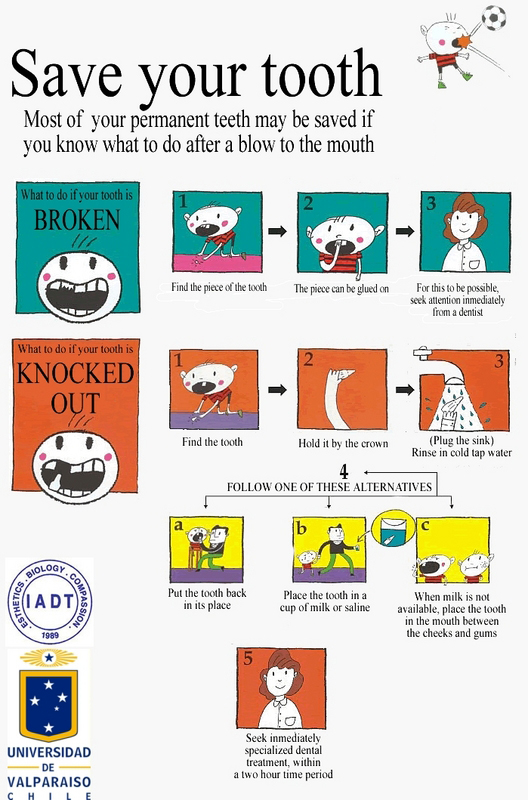 Save your tooth
Most of your permanent teeth may be saved if
you know what to do after a blow to the mouth
What to do if your tooth is
BROKEN
1
Find the piece of the tooth
2
The piece can be glued on
3
For this to be possible,
seek attention inmediately
from a dentist
What to do if your tooth is
KNOCKED
OUT
1
Find the tooth
2
Hold it by the crown
3
(Plug the sink)
Rinse in cold tap water
4
FOLLOW ONE OF THESE ALTERNATIVES
a
Put the tooth back
in its place
b
Place the tooth in a
cup of milk or saline
c
When milk is not
available, place the tooth
in the mouth between
the cheeks and gums
5
Seek inmediately
specialized dental
treatment, within
a two hour time period
ESTHETICS · BIOLOGY · COMPASSION
IADT
1989
UNIVERSIDAD
DE
VALPARAISO
CHILE